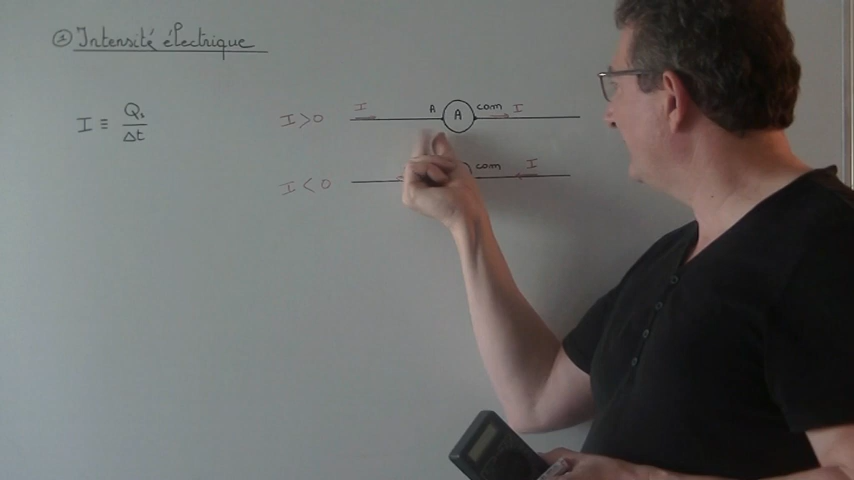 ① Intensité électrique
I ≡ Q. / Δt
I>0 I A A com I
I<0 com I